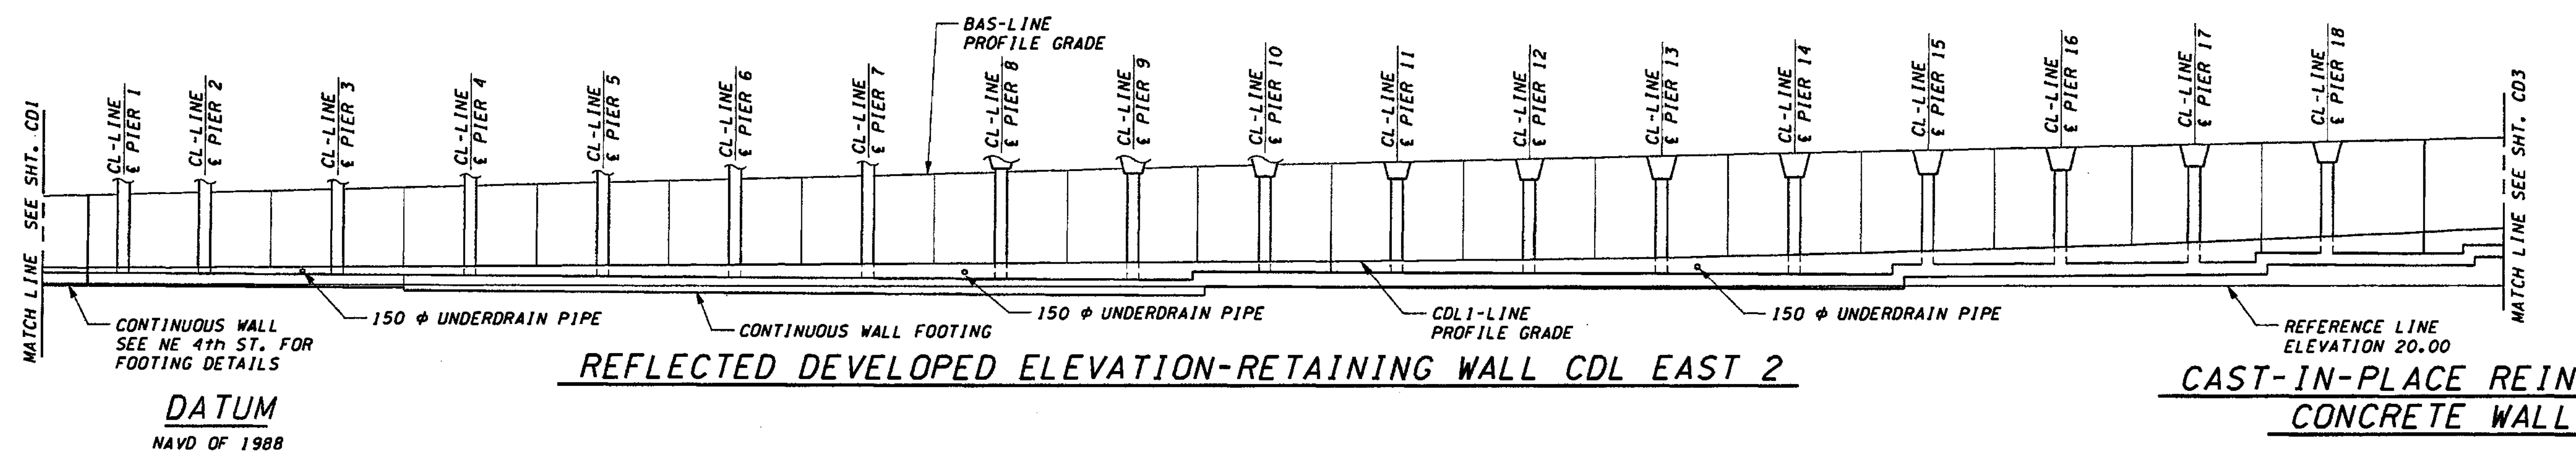 BAS-LINE
PROFILE GRADE
MATCH LINE SEE SHT. CD1
CL-LINE
℄ PIER 1
CL-LINE
℄ PIER 2
CL-LINE
℄ PIER 3
CL-LINE
℄ PIER 4
CL-LINE
℄ PIER 5
CL-LINE
℄ PIER 6
CL-LINE
℄ PIER 7
CL-LINE
℄ PIER 8
CL-LINE
℄ PIER 9
CL-LINE
℄ PIER 10
CL-LINE
℄ PIER 11
CL-LINE
℄ PIER 12
CL-LINE
℄ PIER 13
CL-LINE
℄ PIER 14
CL-LINE
℄ PIER 15
CL-LINE
℄ PIER 16
CL-LINE
℄ PIER 17
CL-LINE
℄ PIER 18
MATCH LINE SEE SHT. CD3
CONTINUOUS WALL
SEE NE 4th ST. FOR
FOOTING DETAILS
150 ϕ UNDERDRAIN PIPE
CONTINUOUS WALL FOOTING
150 ϕ UNDERDRAIN PIPE
CDL1-LINE
PROFILE GRADE
150 ϕ UNDERDRAIN PIPE
REFERENCE LINE
ELEVATION 20.00
REFLECTED DEVELOPED ELEVATION-RETAINING WALL CDL EAST 2
CAST-IN-PLACE REIN
CONCRETE WALL
DATUM
NAVD OF 1988